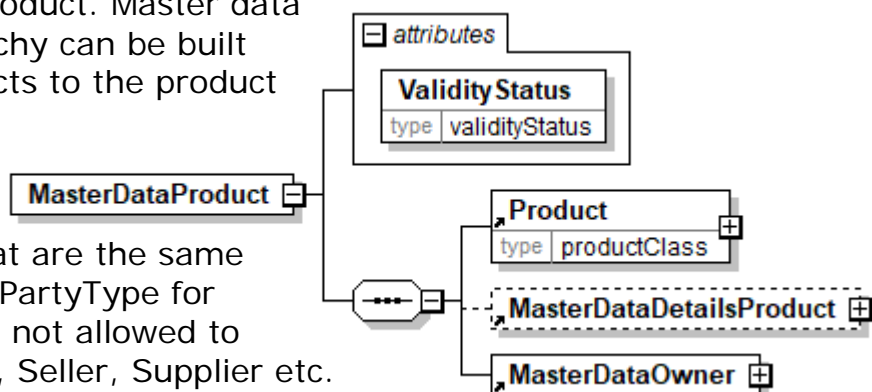 oduct. Master data
chy can be built
cts to the product
at are the same
PartyType for
not allowed to
, Seller, Supplier etc.
attributes
ValidityStatus
type validityStatus
MasterDataProduct
Product
type productClass
MasterDataDetailsProduct
MasterDataOwner